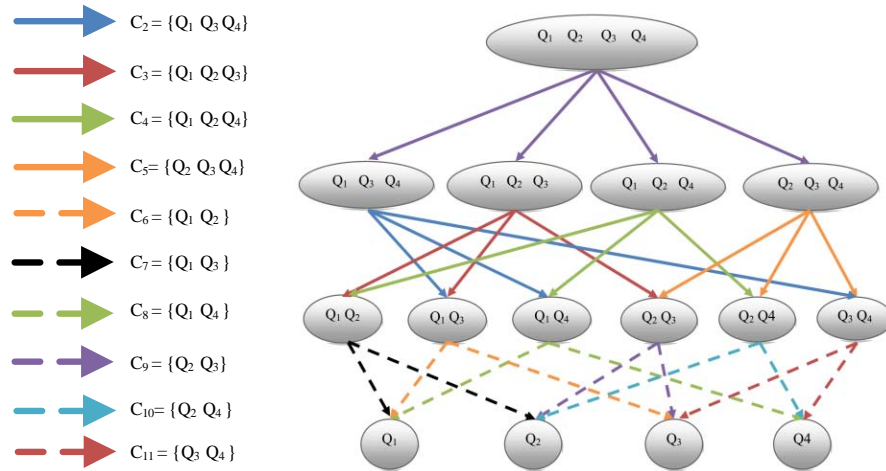 C₂ = {Q₁ Q₃ Q₄}
C₃ = {Q₁ Q₂ Q₃}
C₄ = {Q₁ Q₂ Q₄}
C₅= {Q₂ Q₃ Q₄}
C₆ = {Q₁ Q₂ }
C₇ = {Q₁ Q₃ }
C₈ = {Q₁ Q₄ }
C₉ = {Q₂ Q₃}
C₁₀= {Q₂ Q₄ }
C₁₁ = {Q₃ Q₄ }
Q₁ Q₂ Q₃ Q₄
Q₁ Q₃ Q₄
Q₁ Q₂ Q₃
Q₁ Q₂ Q₄
Q₂ Q₃ Q₄
Q₁ Q₂
Q₁ Q₃
Q₁ Q₄
Q₂ Q₃
Q₂ Q4
Q₃ Q₄
Q₁
Q₂
Q₃
Q4